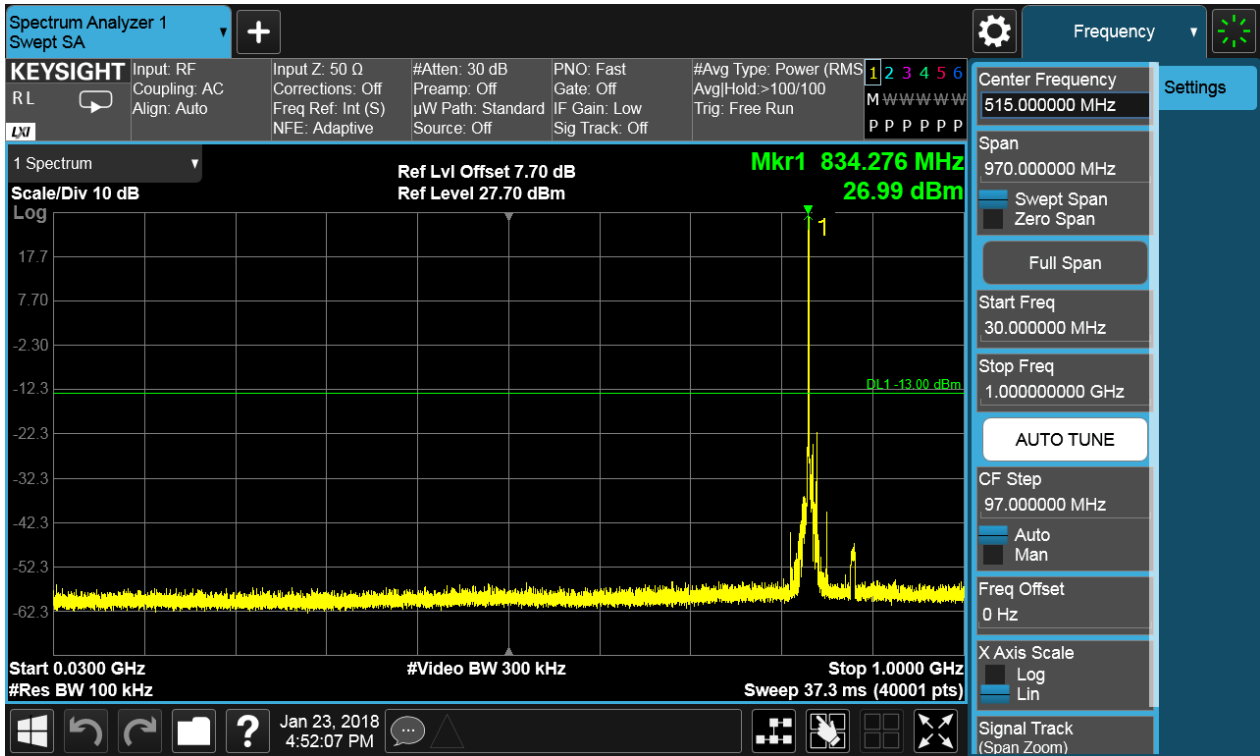 Spectrum Analyzer 1
Swept SA
+
Frequency
KEYSIGHT
RL
LXI
Input: RF
Coupling: AC
Align: Auto
Input Z: 50 Ω
Corrections: Off
Freq Ref: Int (S)
NFE: Adaptive
#Atten: 30 dB
Preamp: Off
µW Path: Standard
Source: Off
PNO: Fast
Gate: Off
IF Gain: Low
Sig Track: Off
#Avg Type: Power (RMS
Avg|Hold:>100/100
Trig: Free Run
1 2 3 4 5 6
M W W W W W
P P P P P P
1 Spectrum
Scale/Div 10 dB
Log
Ref Lvl Offset 7.70 dB
Ref Level 27.70 dBm
Mkr1 834.276 MHz
26.99 dBm
1
17.7
7.70
-2.30
-12.3
DL1 -13.00 dBm
-22.3
-32.3
-42.3
-52.3
-62.3
Start 0.0300 GHz
#Video BW 300 kHz
Stop 1.0000 GHz
#Res BW 100 kHz
Sweep 37.3 ms (40001 pts)
Center Frequency
515.000000 MHz
Settings
Span
970.000000 MHz
Swept Span
Zero Span
Full Span
Start Freq
30.000000 MHz
Stop Freq
1.000000000 GHz
AUTO TUNE
CF Step
97.000000 MHz
Auto
Man
Freq Offset
0 Hz
X Axis Scale
Log
Lin
Signal Track
(Span Zoom)
?
Jan 23, 2018
4:52:07 PM